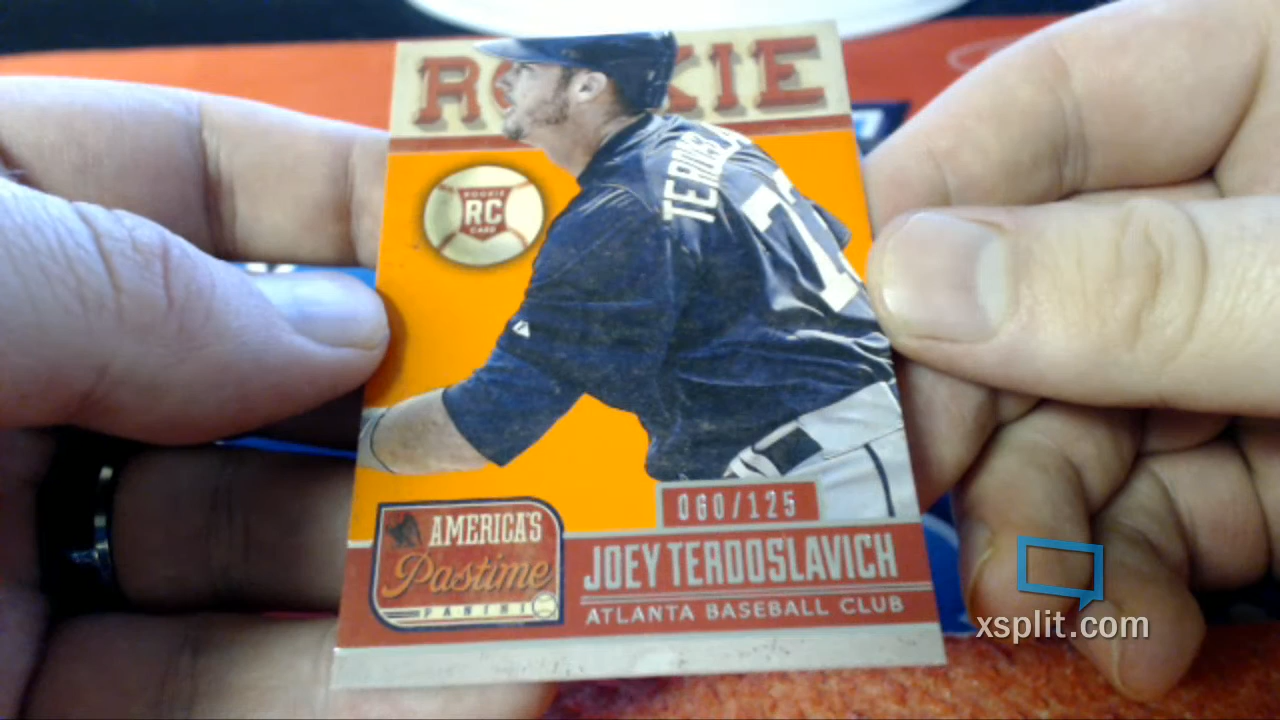 ROOKIE
ROOKIE
RC
CARD
060/125
AMERICA'S
Pastime
PANINI
JOEY TERDOSLAVICH
ATLANTA BASEBALL CLUB
xsplit.com